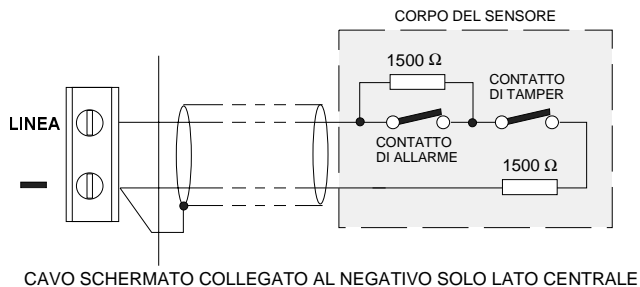 CORPO DEL SENSORE
1500 Ω
CONTATTO
DI TAMPER
LINEA
CONTATTO
DI ALLARME
1500 Ω
CAVO SCHERMATO COLLEGATO AL NEGATIVO SOLO LATO CENTRALE